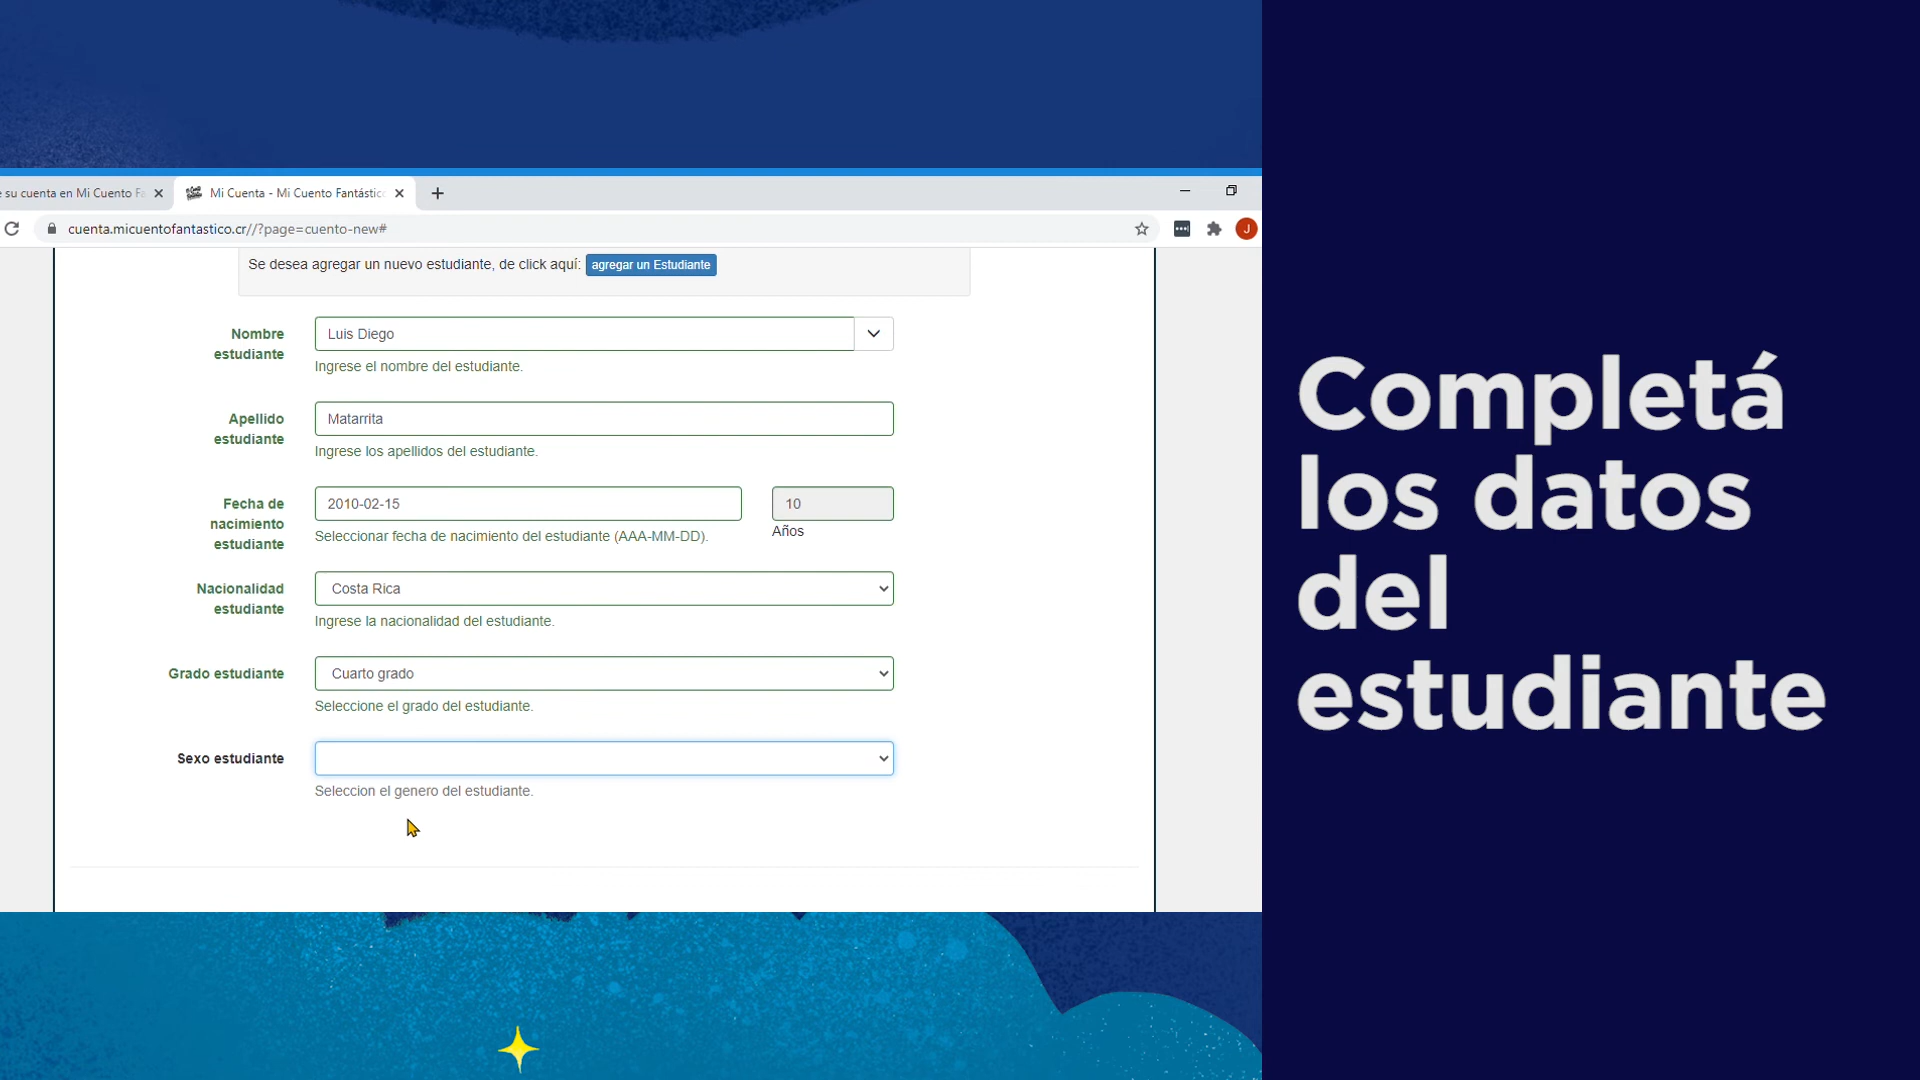 su cuenta en Mi Cuento Fa
Mi Cuenta - Mi Cuento Fantástic
cuenta.micuentofantastico.cr//?page=cuento-new#
J
Se desea agregar un nuevo estudiante, de click aquí: agregar un Estudiante
Nombre estudiante
Luis Diego
Ingrese el nombre del estudiante.
Apellido estudiante
Matarrita
Ingrese los apellidos del estudiante.
Fecha de nacimiento estudiante
2010-02-15
10
Seleccionar fecha de nacimiento del estudiante (AAA-MM-DD).
Años
Nacionalidad estudiante
Costa Rica
Ingrese la nacionalidad del estudiante.
Grado estudiante
Cuarto grado
Seleccione el grado del estudiante.
Sexo estudiante
Seleccion el genero del estudiante.
Completá
los datos
del
estudiante